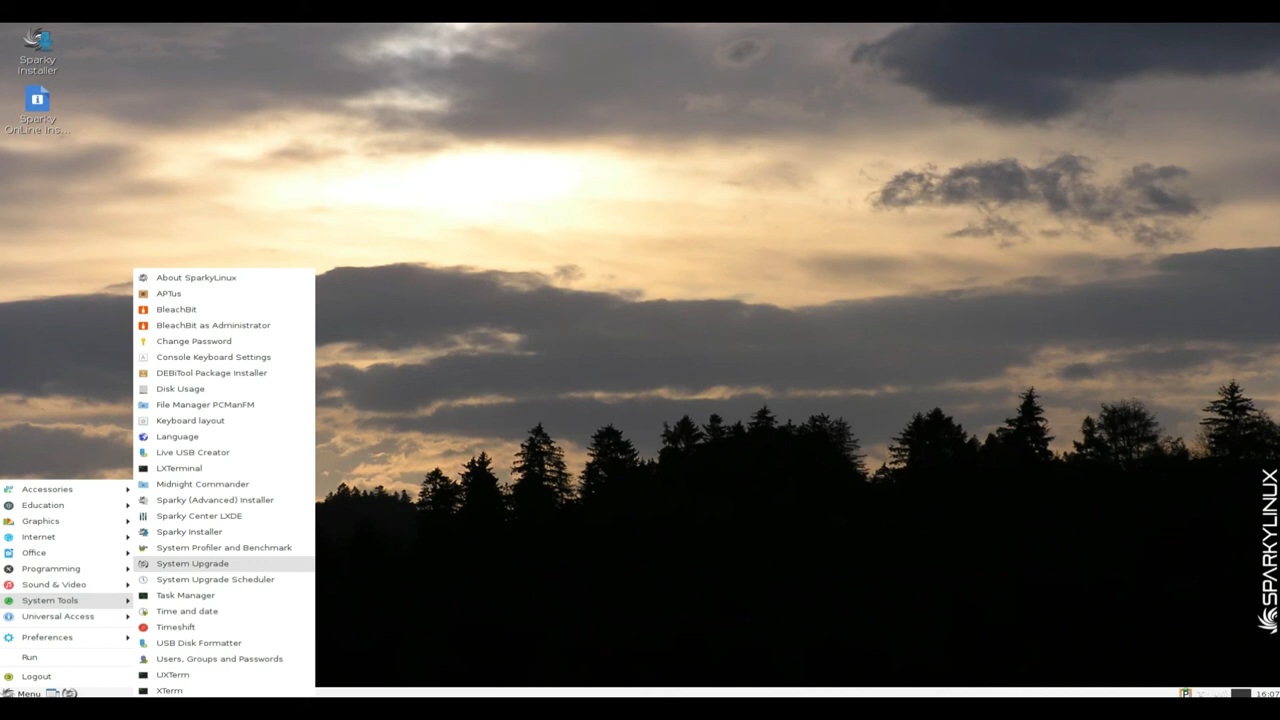 Sparky
Installer
Sparky
OnLine Ins...
About SparkyLinux
APTus
BleachBit
BleachBit as Administrator
Change Password
Console Keyboard Settings
DEBiTool Package Installer
Disk Usage
File Manager PCManFM
Keyboard layout
Language
Live USB Creator
LXTerminal
Midnight Commander
Sparky (Advanced) Installer
Sparky Center LXDE
Sparky Installer
System Profiler and Benchmark
System Upgrade
System Upgrade Scheduler
Task Manager
Time and date
Timeshift
USB Disk Formatter
Users, Groups and Passwords
UXTerm
XTerm
Accessories
Education
Graphics
Internet
Office
Programming
Sound & Video
System Tools
Universal Access
Preferences
Run
Logout
Menu
SPARKYLINUX
16:07